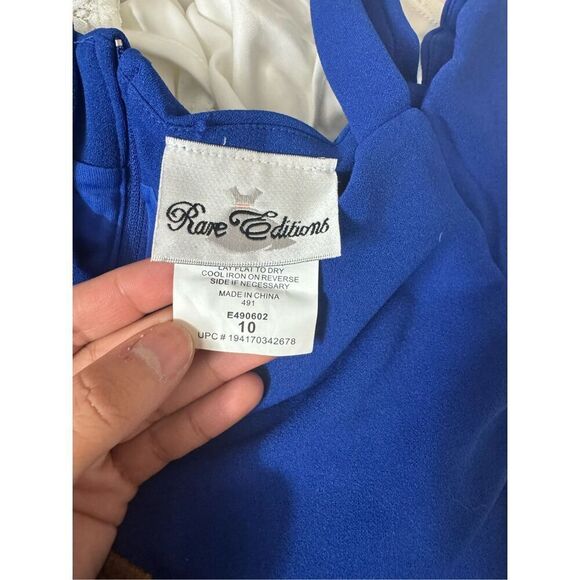 Rare Editions
LAY FLAT TO DRY
COOL IRON ON REVERSE
SIDE IF NECESSARY
MADE IN CHINA
491
E490602
10
UPC # 194170342678